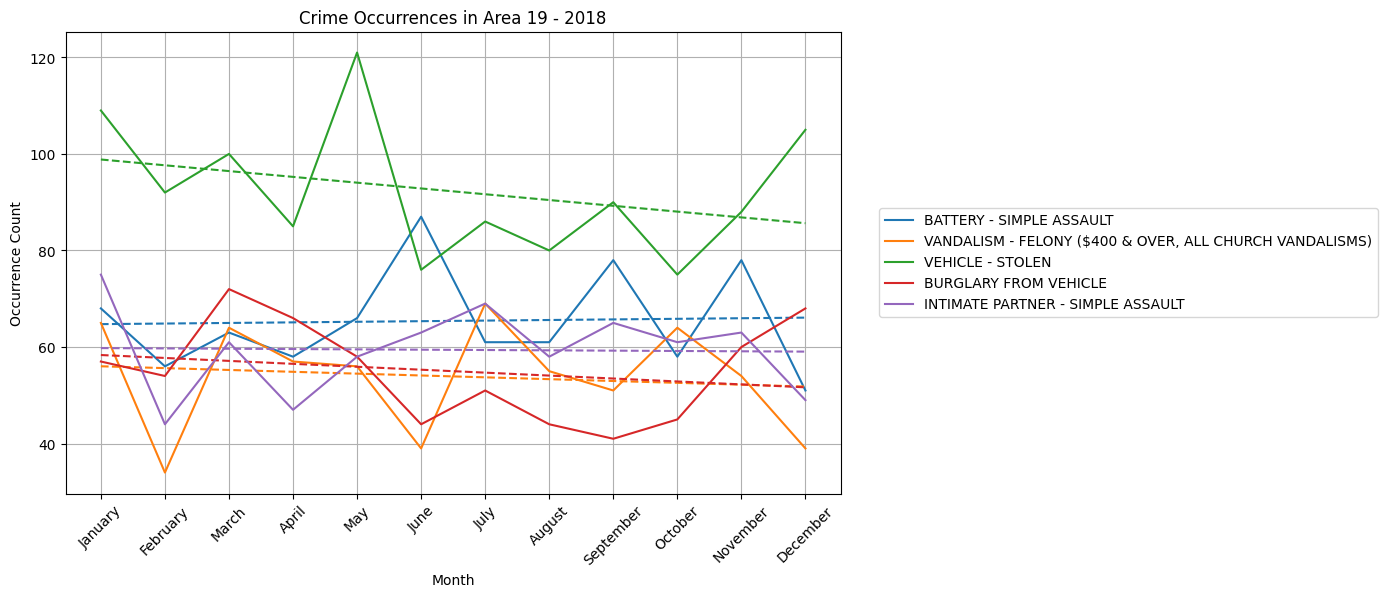 Crime Occurrences in Area 19 - 2018
Occurrence Count
120
100
80
60
40
January
February
March
April
May
June
July
August
September
October
November
December
Month
BATTERY - SIMPLE ASSAULT
VANDALISM - FELONY ($400 & OVER, ALL CHURCH VANDALISMS)
VEHICLE - STOLEN
BURGLARY FROM VEHICLE
INTIMATE PARTNER - SIMPLE ASSAULT